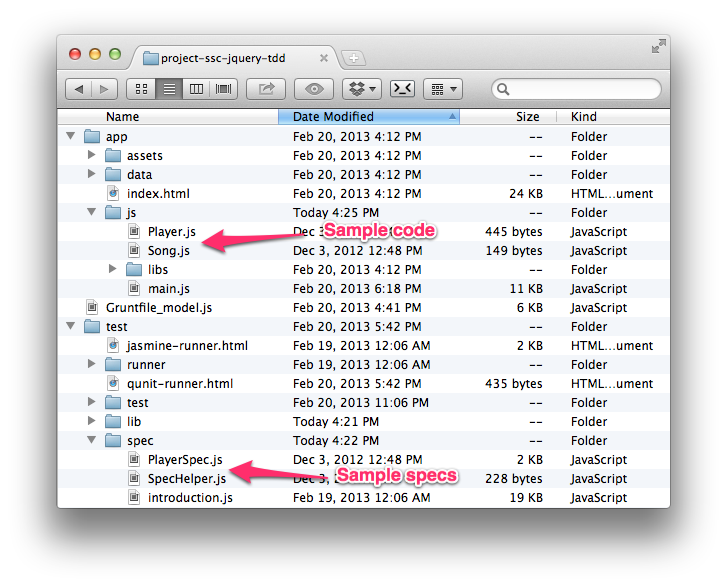 project-ssc-jquery-tdd
Name Date Modified Size Kind
app Feb 20, 2013 4:12 PM -- Folder
assets Feb 20, 2013 4:12 PM -- Folder
data Feb 20, 2013 4:12 PM -- Folder
index.html Feb 20, 2013 4:12 PM 24 KB HTML...ument
js Today 4:25 PM -- Folder
Player.js Dec 3, Sample code 445 bytes JavaScript
Song.js Dec 3, 2012 12:48 PM 149 bytes JavaScript
libs Feb 20, 2013 4:12 PM -- Folder
main.js Feb 20, 2013 6:18 PM 11 KB JavaScript
Gruntfile_model.js Feb 20, 2013 4:41 PM 6 KB JavaScript
test Feb 20, 2013 5:42 PM -- Folder
jasmine-runner.html Feb 19, 2013 12:06 AM 2 KB HTML...ument
runner Feb 19, 2013 12:06 AM -- Folder
qunit-runner.html Feb 20, 2013 5:42 PM 435 bytes HTML...ument
test Feb 20, 2013 11:06 PM -- Folder
lib Today 4:21 PM -- Folder
spec Today 4:22 PM -- Folder
PlayerSpec.js Dec 3, 2012 12:48 PM 2 KB JavaScript
Sample specs
SpecHelper.js Dec 3, 2012 12:48 PM 228 bytes JavaScript
introduction.js Feb 19, 2013 12:06 AM 19 KB JavaScript